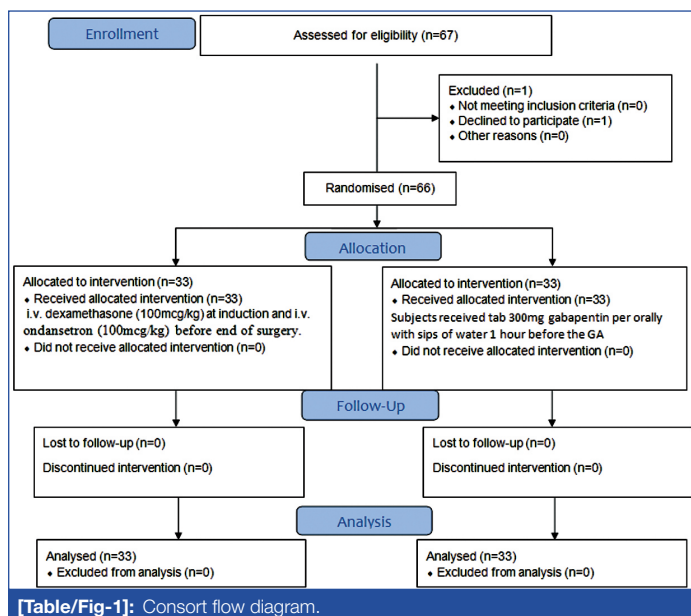 Enrollment
Assessed for eligibility (n=67)
Excluded (n=1)
⬥ Not meeting inclusion criteria (n=0)
⬥ Declined to participate (n=1)
⬥ Other reasons (n=0)
Randomised (n=66)
Allocation
Allocated to intervention (n=33)
⬥ Received allocated intervention (n=33)
i.v. dexamethasone (100mcg/kg) at induction and i.v.
ondansetron (100mcg/kg) before end of surgery.
⬥ Did not receive allocated intervention (n=0)
Allocated to intervention (n=33)
⬥ Received allocated intervention (n=33)
Subjects received tab 300mg gabapentin per orally
with sips of water 1 hour before the GA
⬥ Did not receive allocated intervention (n=0)
Follow-Up
Lost to follow-up (n=0)
Discontinued intervention (n=0)
Lost to follow-up (n=0)
Discontinued intervention (n=0)
Analysis
Analysed (n=33)
⬥ Excluded from analysis (n=0)
Analysed (n=33)
⬥ Excluded from analysis (n=0)
[Table/Fig-1]: Consort flow diagram.